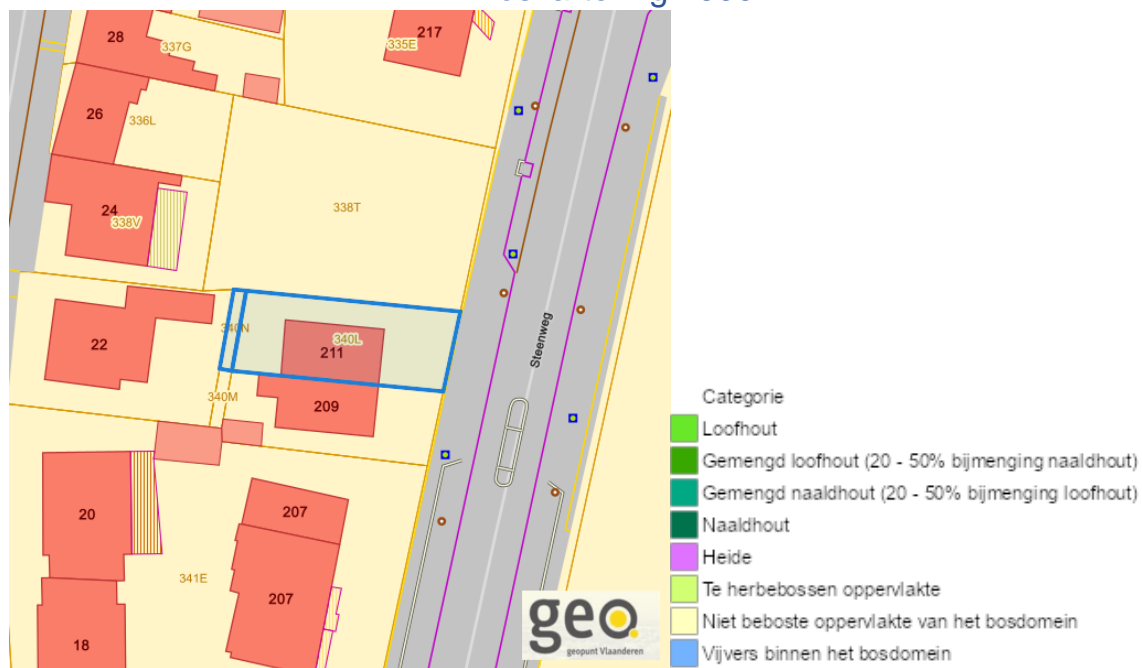 28
337G
217
335E
26
336L
24
338V
338T
Steenweg
340N
340L
211
22
340M
209
20
207
341E
207
18
geo.
geopunt Vlaanderen
Categorie
Loofhout
Gemengd loofhout (20 - 50% bijmenging naaldhout)
Gemengd naaldhout (20 - 50% bijmenging loofhout)
Naaldhout
Heide
Te herbebossen oppervlakte
Niet beboste oppervlakte van het bosdomein
Vijvers binnen het bosdomein